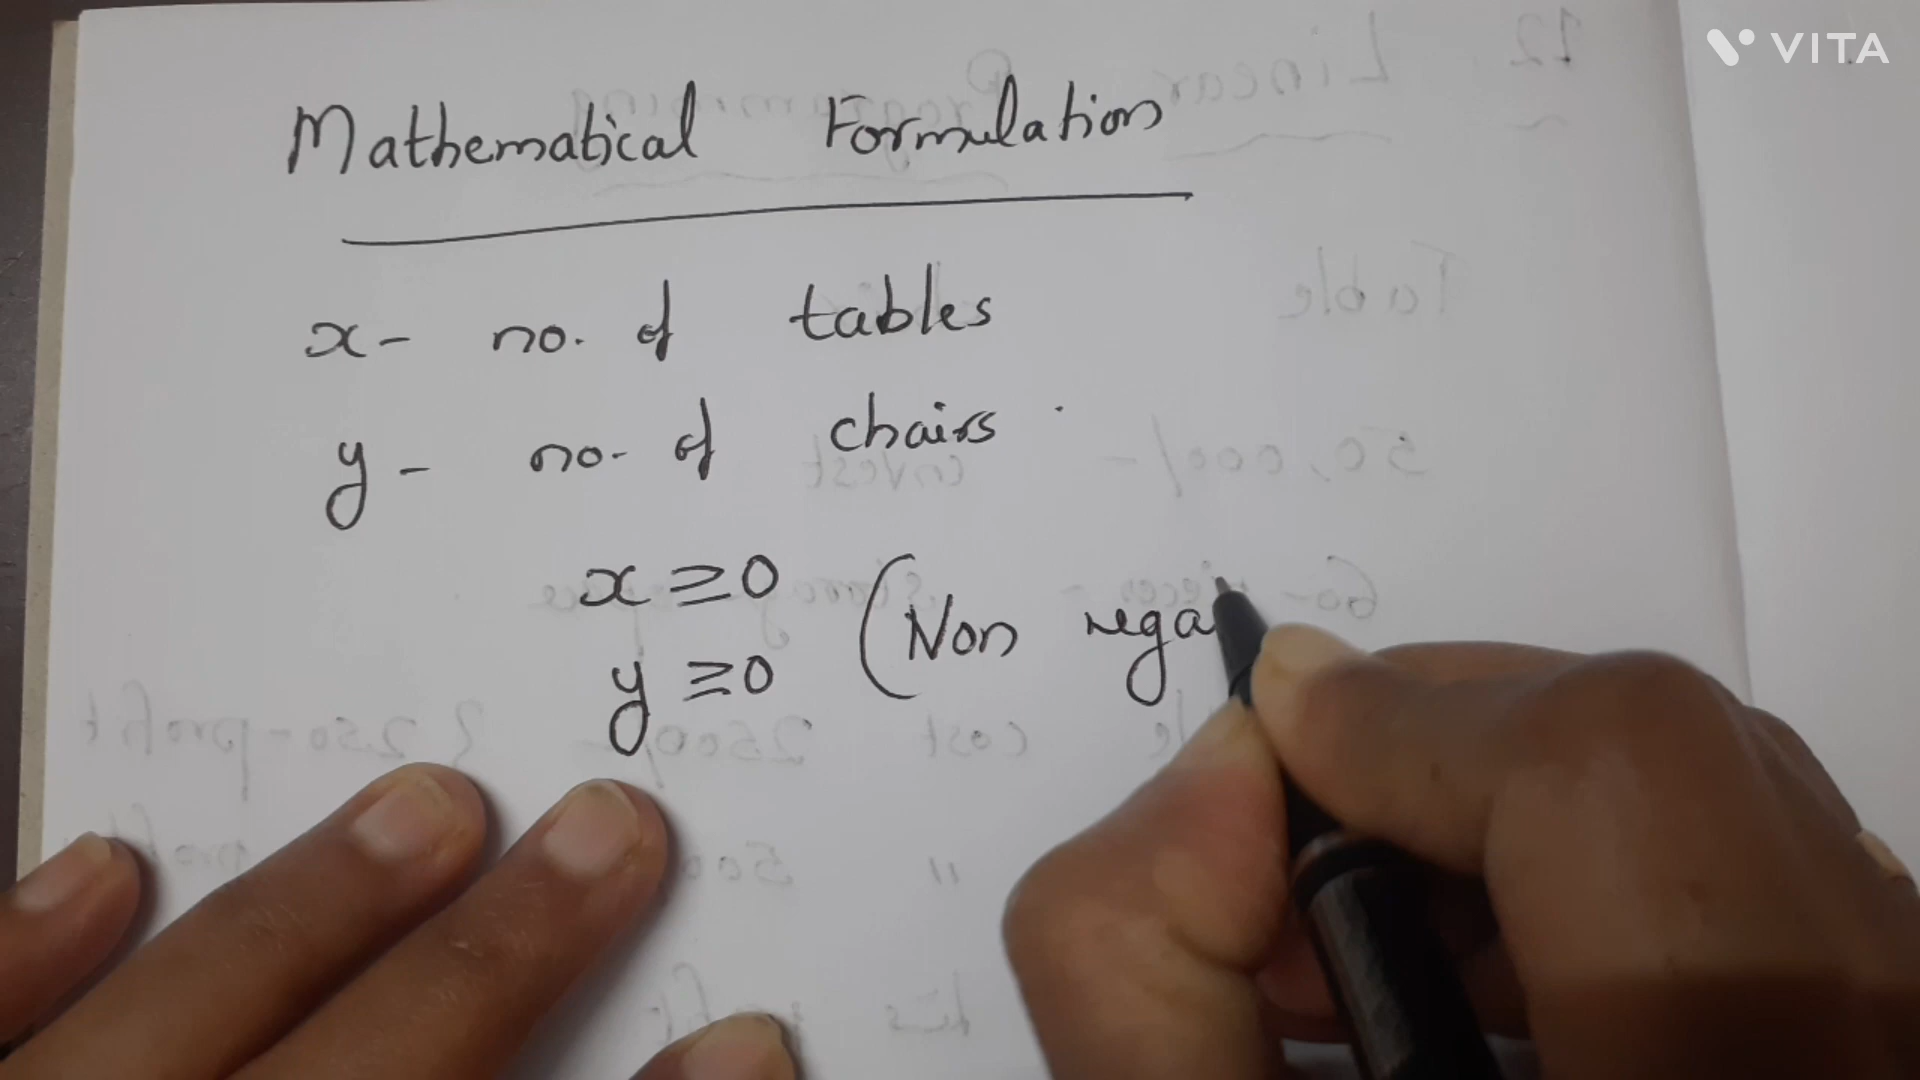 VITA
Mathematical Formulation
x - no. of tables
y - no. of chairs.
x ≥ 0 (Non nega
y ≥ 0